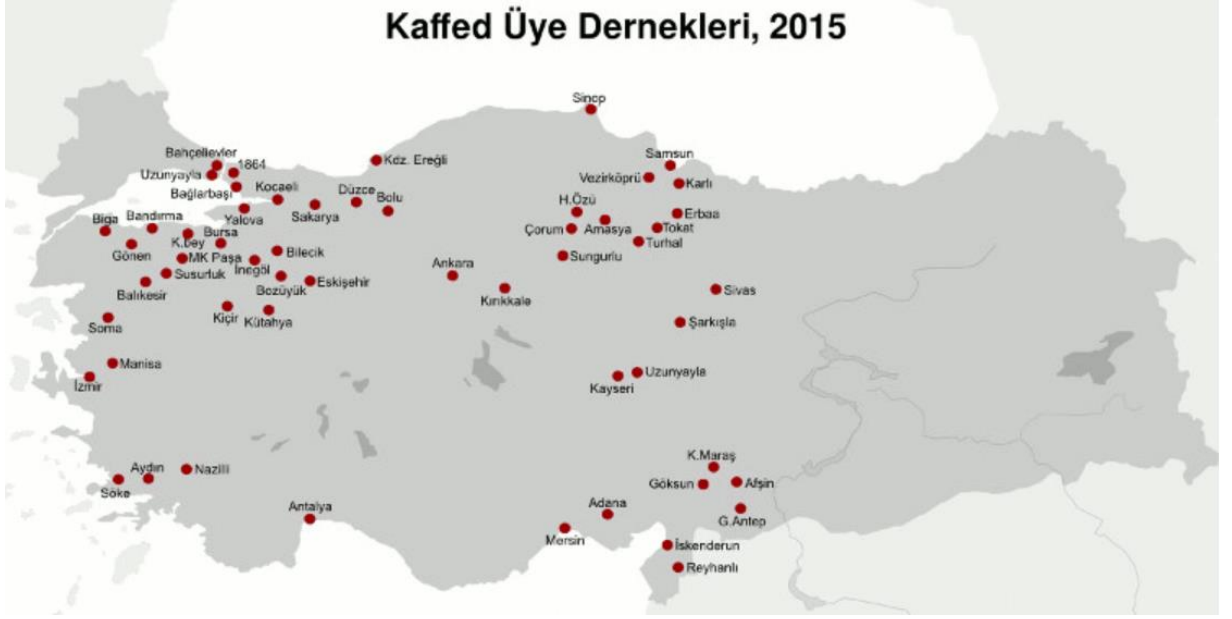 Kaffed Üye Dernekleri, 2015
Sinop
Bahçelievler
1864
Uzunyayla
Bağlarbaşı
Kocaeli
Kdz. Ereğli
Samsun
Vezirköprü
Karlı
Düzce
Bolu
Sakarya
Yalova
H.Özü
Erbaa
Biga
Bandırma
Bursa
K.bey
Çorum
Amasya
Tokat
Turhal
Gönen
MK Paşa
Bilecik
İnegöl
Sungurlu
Susurluk
Ankara
Balıkesir
Bozüyük
Eskişehir
Kırıkkale
Sivas
Soma
Kiçir
Kütahya
Şarkışla
Manisa
İzmir
Kayseri
Uzunyayla
K.Maraş
Aydın
Nazilli
Söke
Göksun
Afşin
Antalya
Adana
G.Antep
Mersin
İskenderun
Reyhanlı